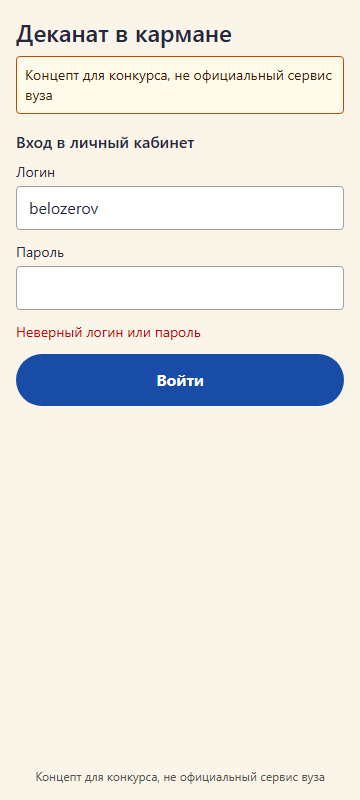 Деканат в кармане
Концепт для конкурса, не официальный сервис
вуза
Вход в личный кабинет
Логин
belozerov
Пароль
Неверный логин или пароль
Войти
Концепт для конкурса, не официальный сервис вуза